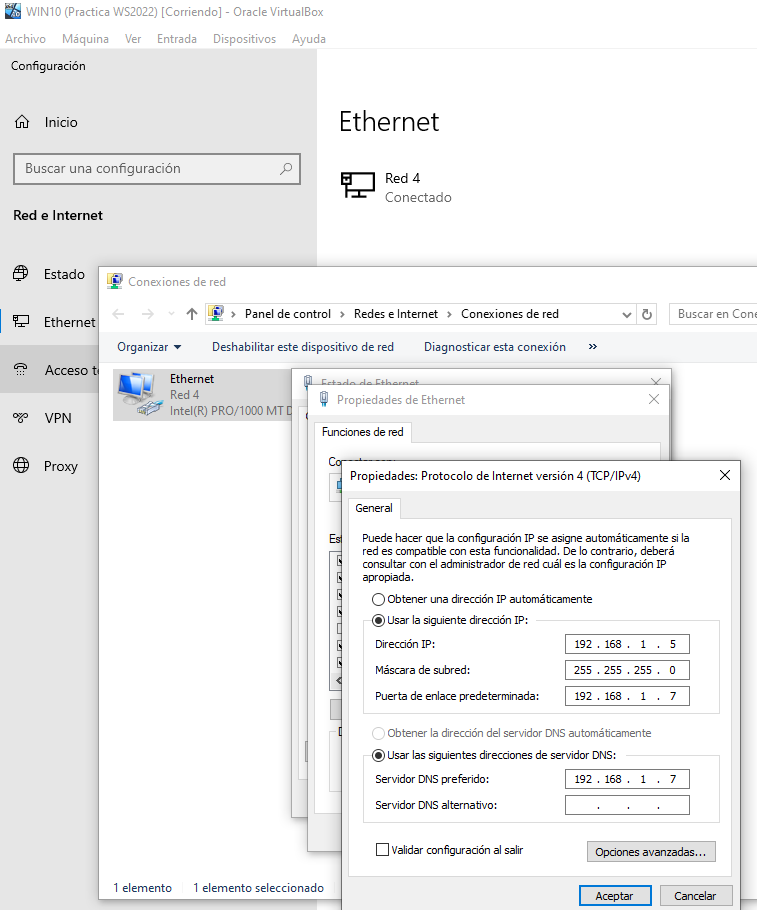 WIN10 (Practica WS2022) [Corriendo] - Oracle VirtualBox
Archivo Máquina Ver Entrada Dispositivos Ayuda
Configuración
Inicio
Buscar una configuración
Red e Internet
Estado
Ethernet
Acceso te
VPN
Proxy
Ethernet
Red 4
Conectado
Conexiones de red
Panel de control > Redes e Internet > Conexiones de red
Buscar en Cone
Organizar Deshabilitar este dispositivo de red Diagnosticar esta conexión »
Ethernet
Red 4
Intel(R) PRO/1000 MT D
Estado de Ethernet
Propiedades de Ethernet
Funciones de red
Propiedades: Protocolo de Internet versión 4 (TCP/IPv4)
General
Puede hacer que la configuración IP se asigne automáticamente si la
red es compatible con esta funcionalidad. De lo contrario, deberá
consultar con el administrador de red cuál es la configuración IP
apropiada.
Obtener una dirección IP automáticamente
Usar la siguiente dirección IP:
Dirección IP: 192 . 168 . 1 . 5
Máscara de subred: 255 . 255 . 255 . 0
Puerta de enlace predeterminada: 192 . 168 . 1 . 7
Obtener la dirección del servidor DNS automáticamente
Usar las siguientes direcciones de servidor DNS:
Servidor DNS preferido: 192 . 168 . 1 . 7
Servidor DNS alternativo: . . .
Validar configuración al salir
Opciones avanzadas...
Aceptar Cancelar
1 elemento 1 elemento seleccionado